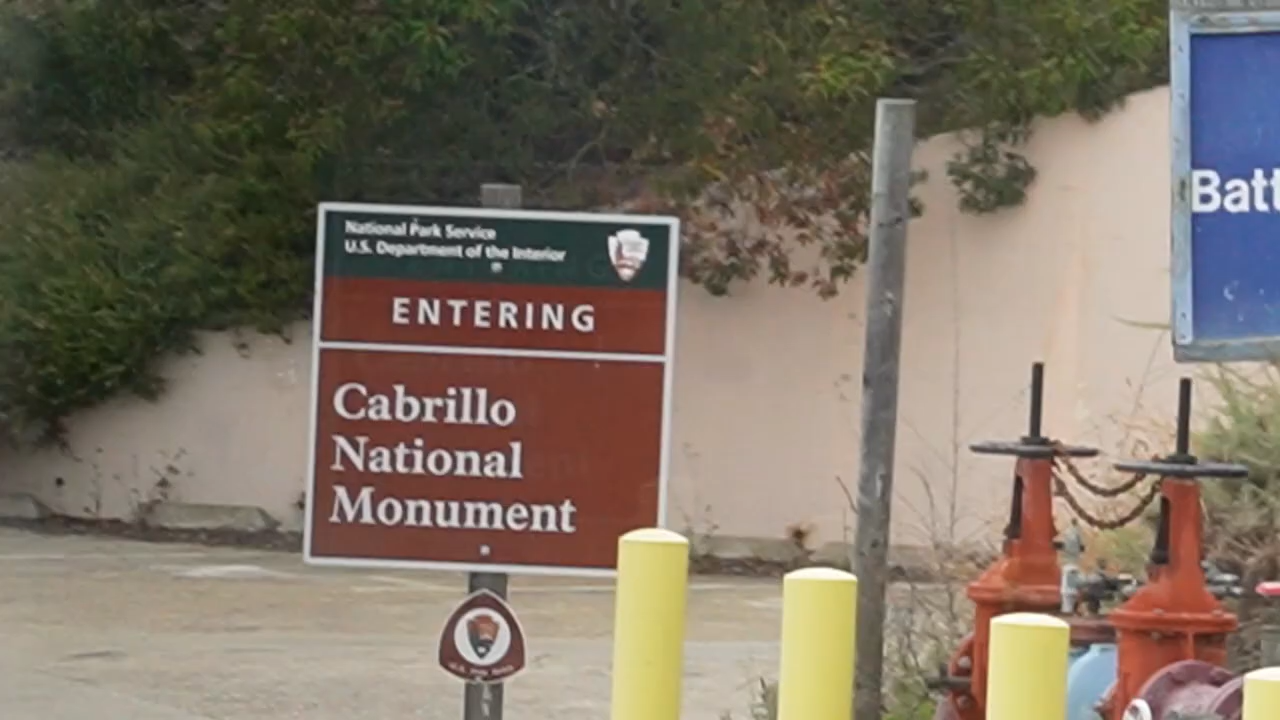 National Park Service
U.S. Department of the Interior
ENTERING
Cabrillo
National
Monument
Batt